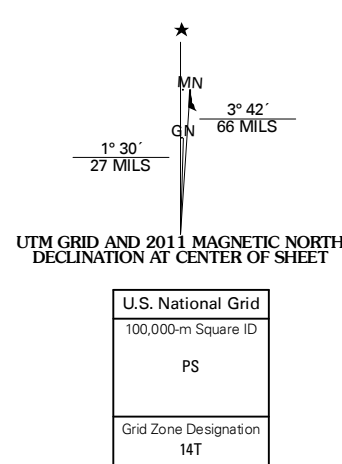 ★
MN
3° 42´
66 MILS
GN
1° 30´
27 MILS
UTM GRID AND 2011 MAGNETIC NORTH
DECLINATION AT CENTER OF SHEET
U.S. National Grid
100,000-m Square ID
PS
Grid Zone Designation
14T